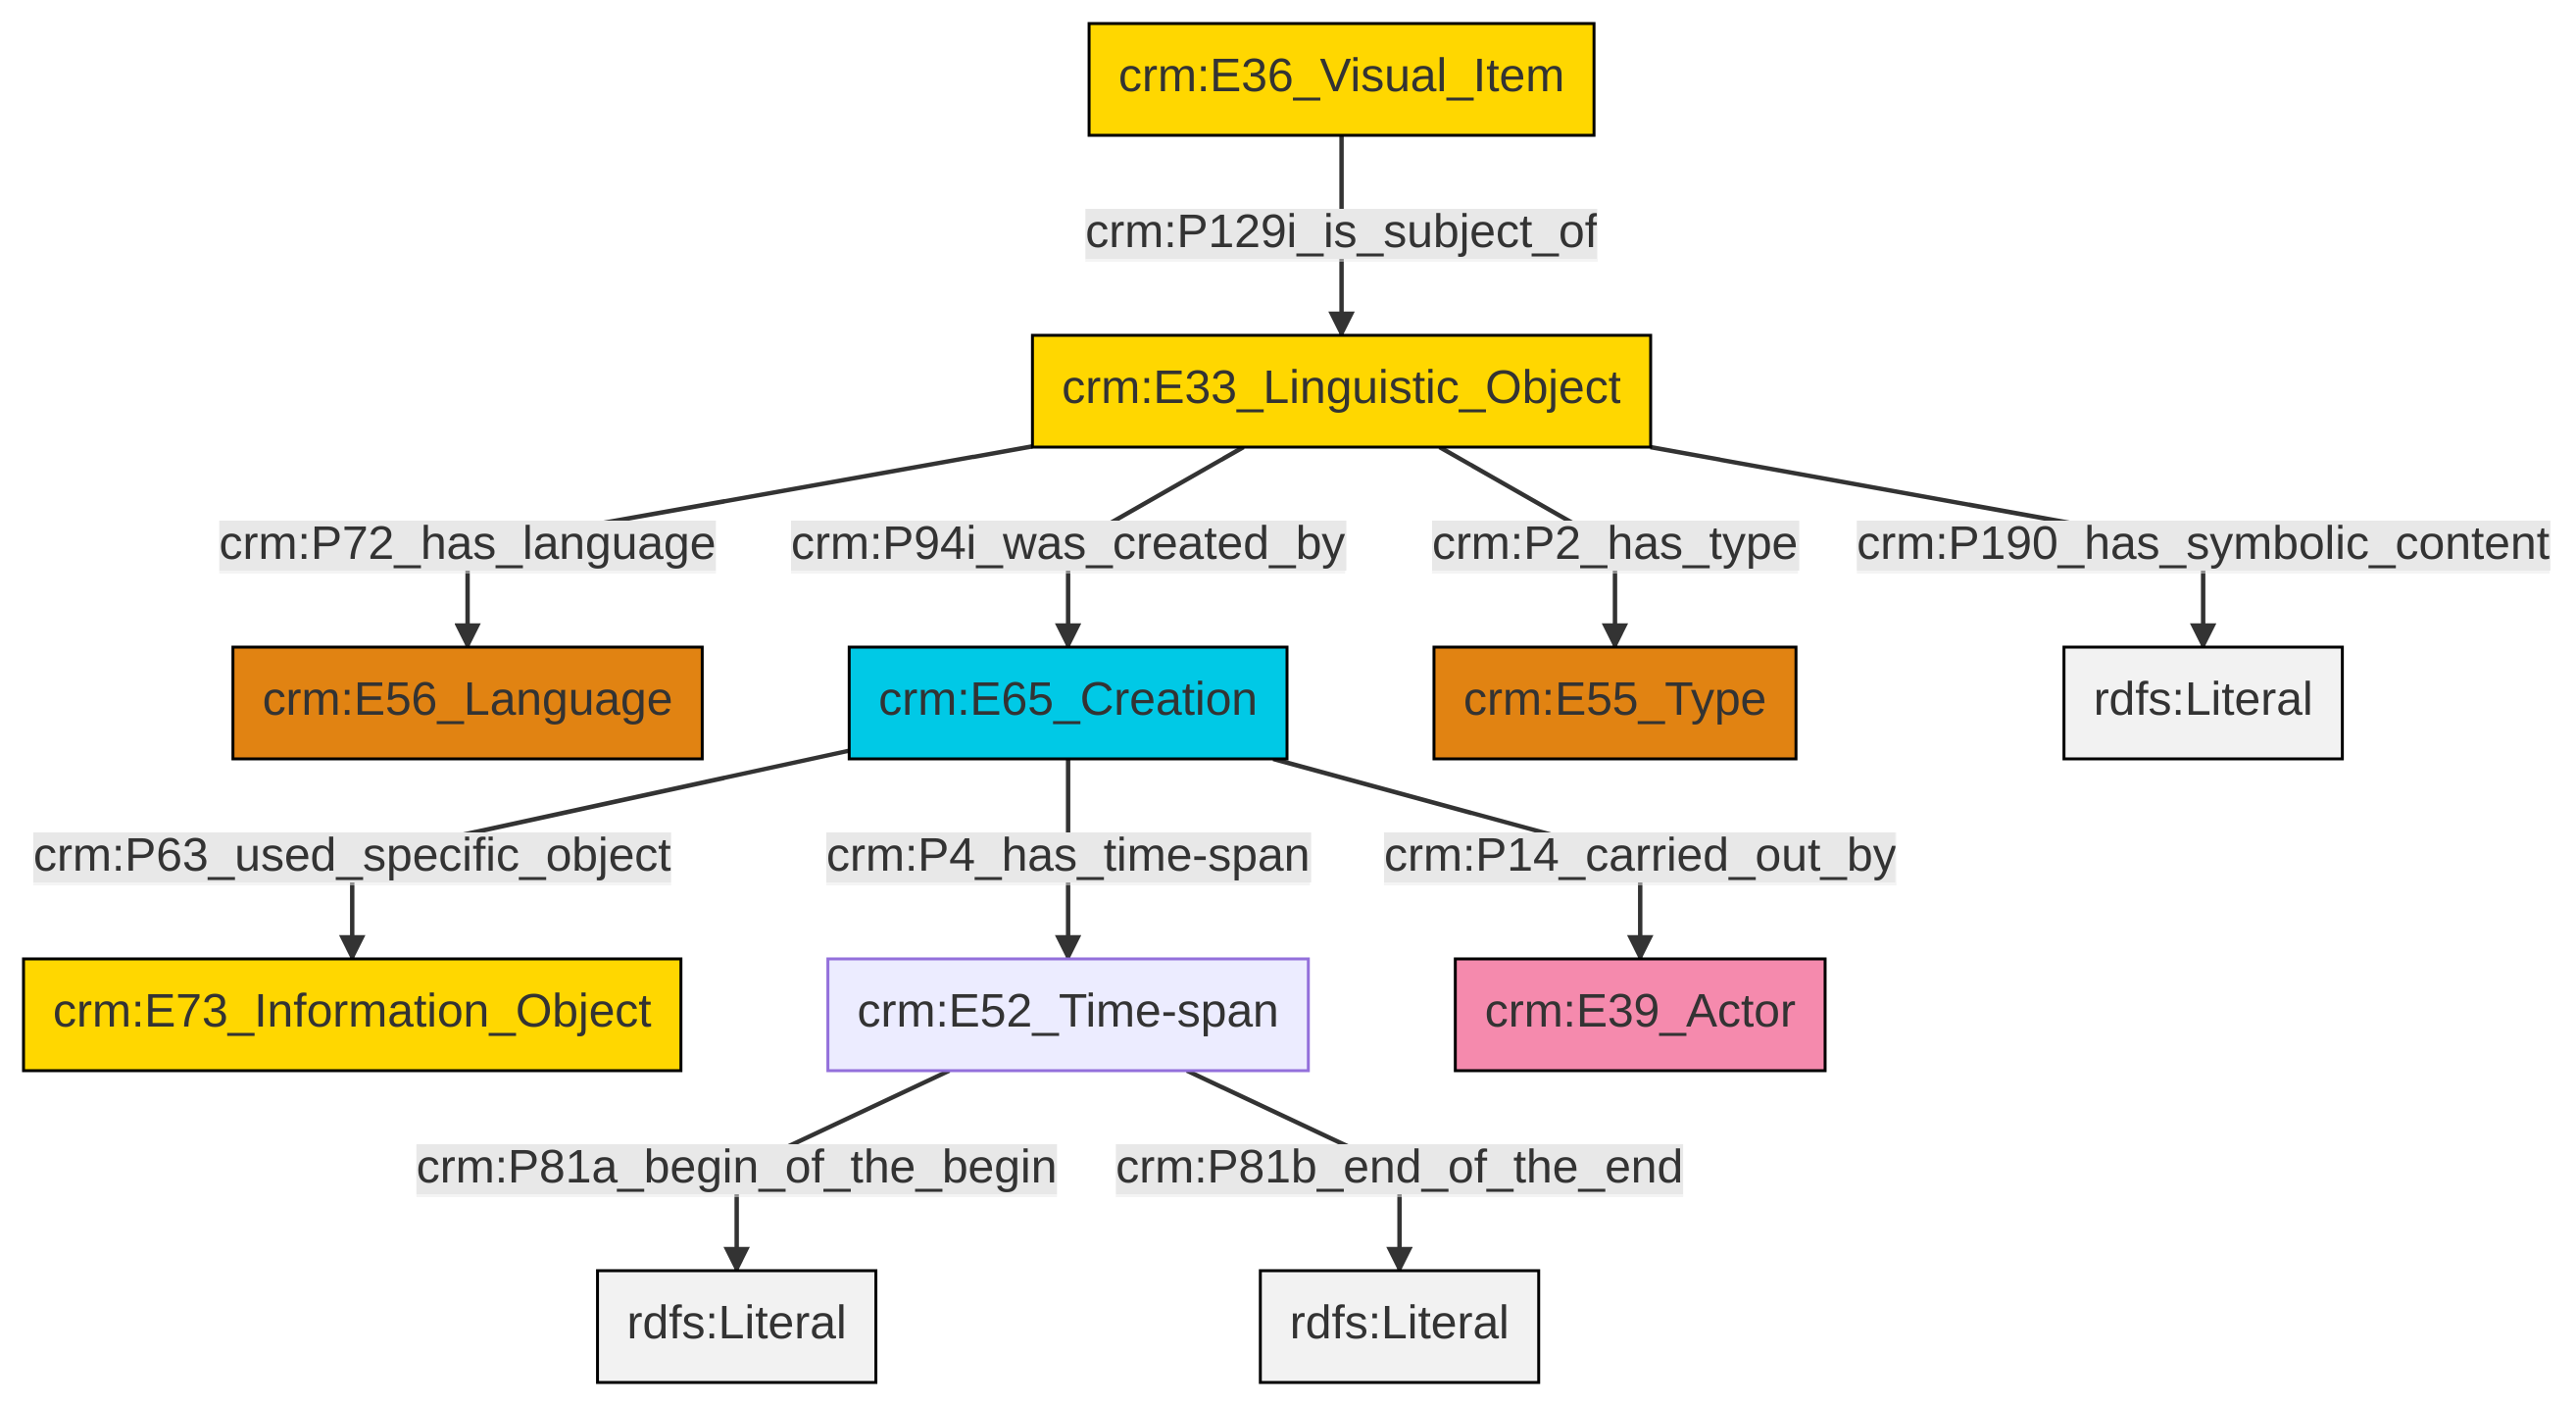 crm:E36_Visual_Item
crm:P129i_is_subject_of
crm:E33_Linguistic_Object
crm:P72_has_language
crm:P94i_was_created_by
crm:P2_has_type
crm:P190_has_symbolic_content
crm:E56_Language
crm:E65_Creation
crm:E55_Type
rdfs:Literal
crm:P63_used_specific_object
crm:P4_has_time-span
crm:P14_carried_out_by
crm:E73_Information_Object
crm:E52_Time-span
crm:E39_Actor
crm:P81a_begin_of_the_begin
crm:P81b_end_of_the_end
rdfs:Literal
rdfs:Literal